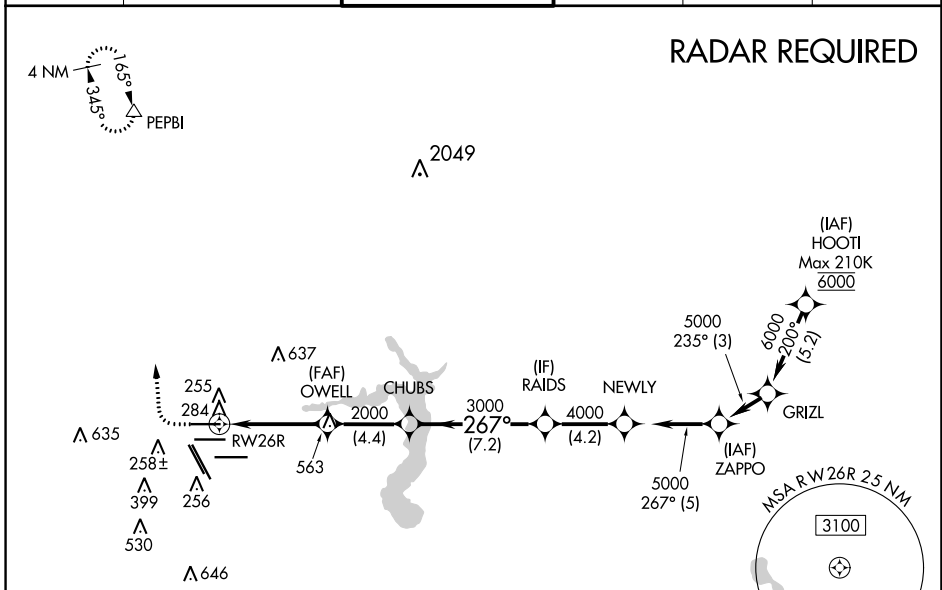 RADAR REQUIRED
4 NM
165°
345°
PEPBI
2049
(IAF)
HOOTI
Max 210K
6000
6000
200°
(5.2)
5000
235° (3)
GRIZL
637
(FAF)
OWELL
CHUBS
(IF)
RAIDS
NEWLY
255
284
2000
(4.4)
3000
267°
(7.2)
4000
(4.2)
(IAF)
ZAPPO
635
RW26R
563
5000
267° (5)
258±
399
256
530
646
MSA RW26R 25 NM
3100